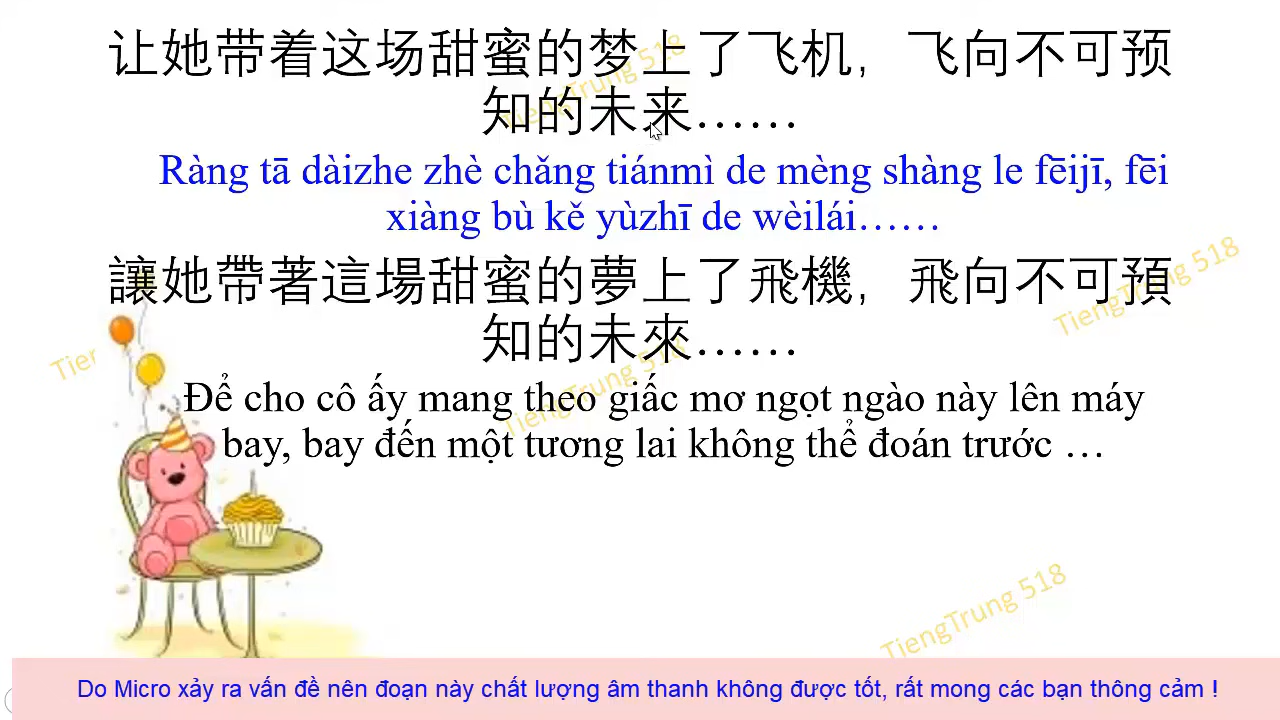 让她带着这场甜蜜的梦上了飞机，飞向不可预
知的未来……
Ràng tā dàizhe zhè chǎng tiánmì de mèng shàng le fēijī, fēi
xiàng bù kě yùzhī de wèilái……
讓她帶著這場甜蜜的夢上了飛機，飛向不可預
知的未來……
Để cho cô ấy mang theo giấc mơ ngọt ngào này lên máy
bay, bay đến một tương lai không thể đoán trước …
TiengTrung 518
TiengTrung 518
Tien
TiengTrung 518
TiengTrung 518
Do Micro xảy ra vấn đề nên đoạn này chất lượng âm thanh không được tốt, rất mong các bạn thông cảm !